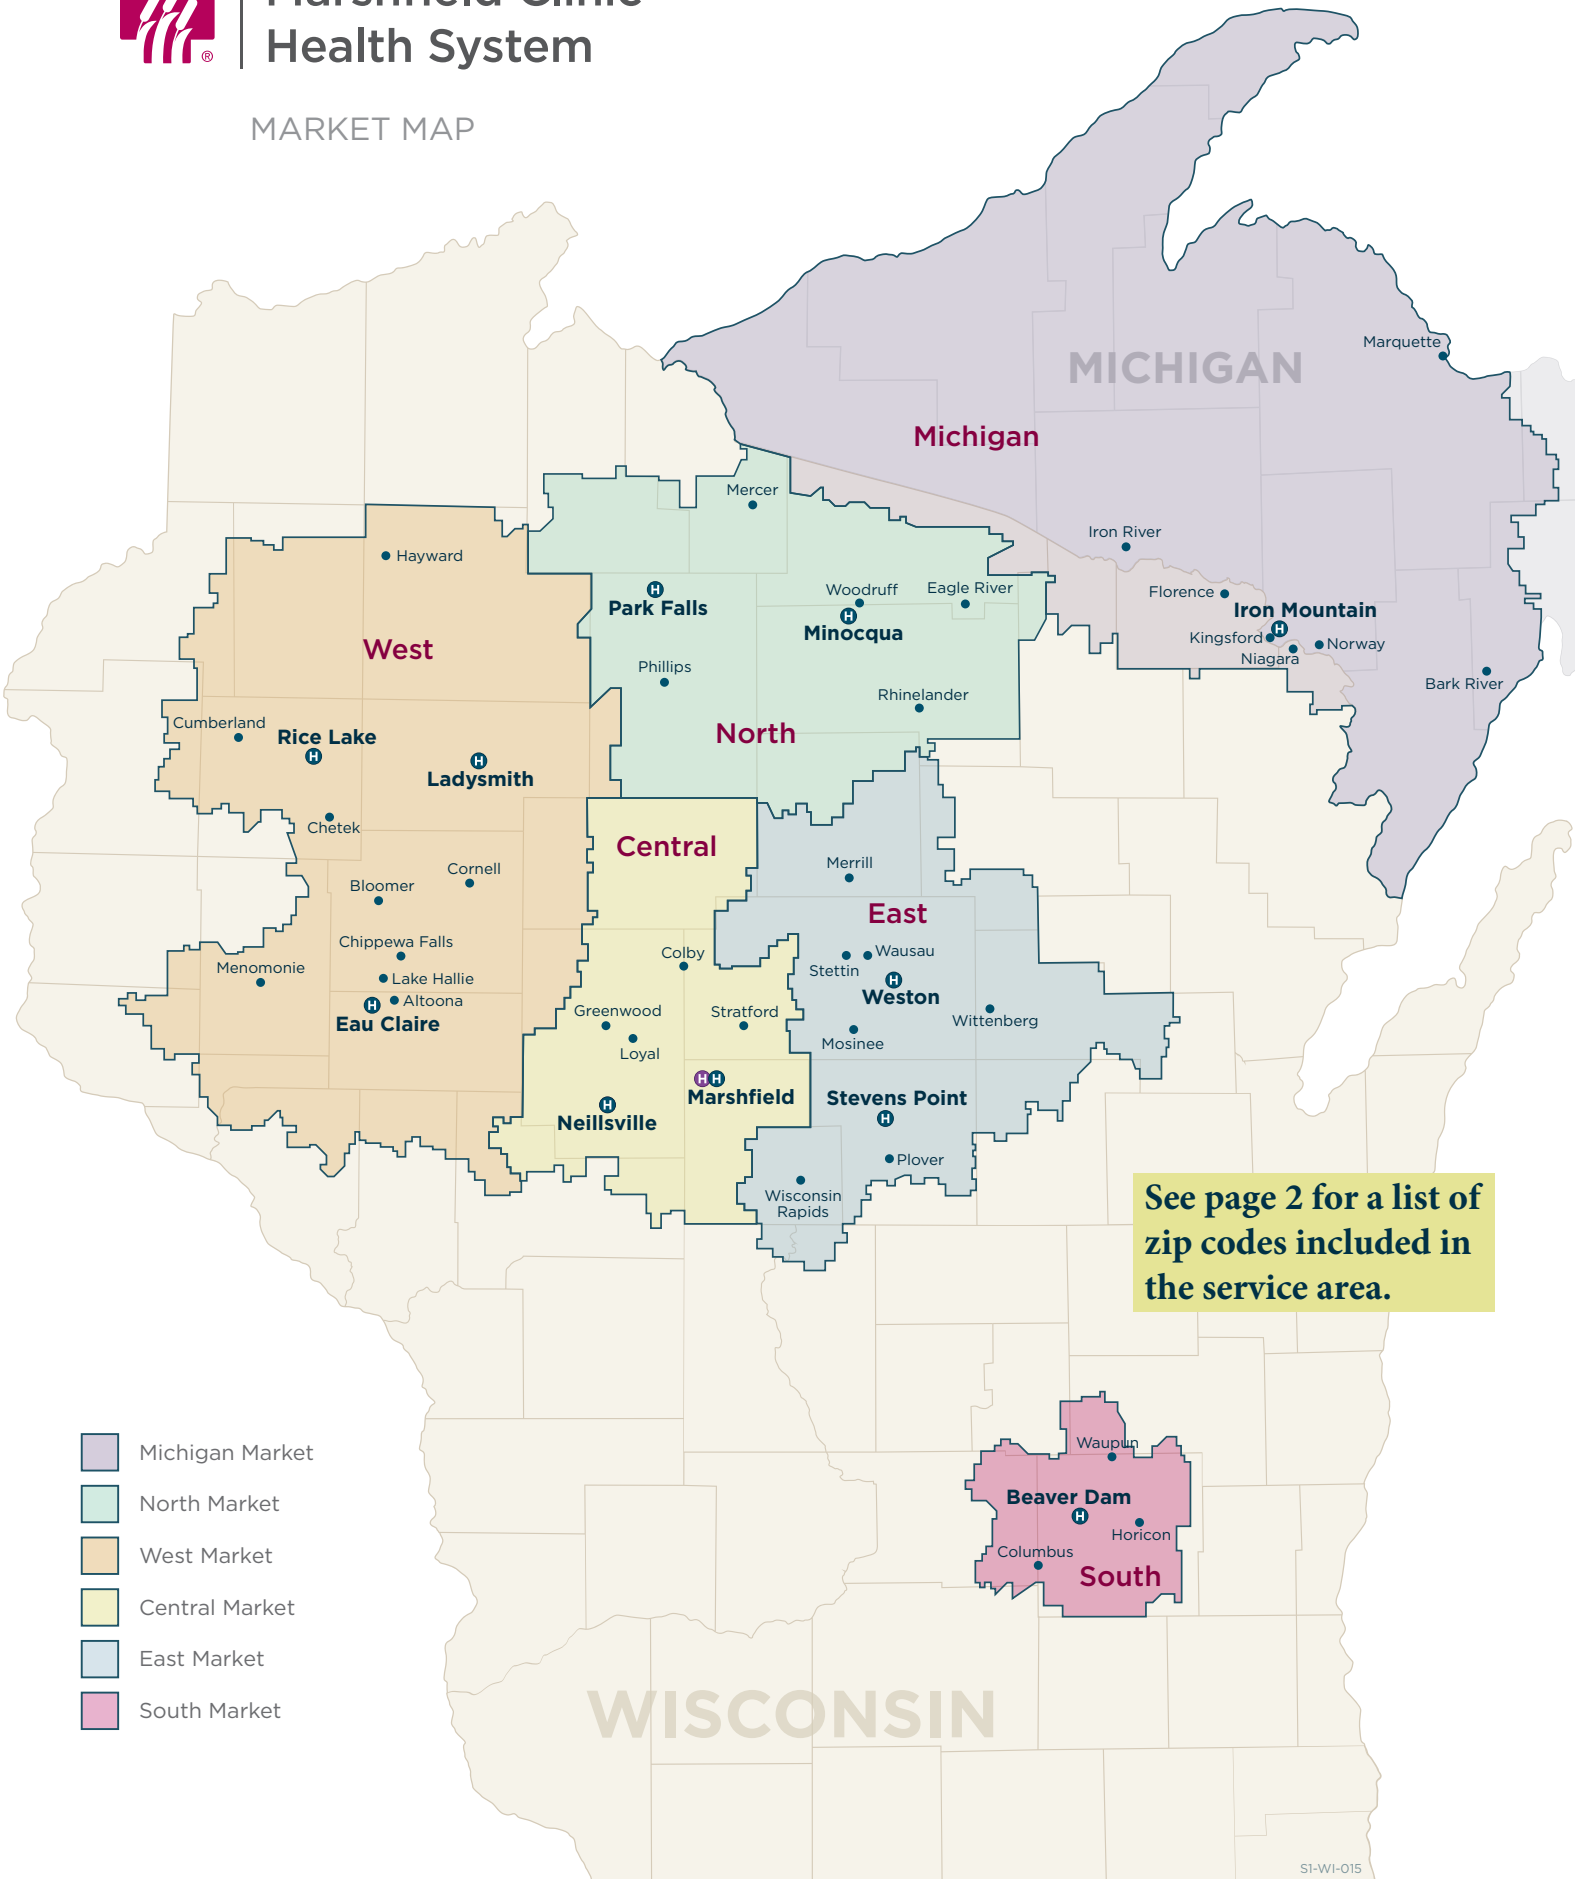 Marshfield Clinic
Health System
®
MARKET MAP
MICHIGAN
Marquette
Michigan
Mercer
Iron River
Hayward
Park Falls
Woodruff
Eagle River
Minocqua
Florence
Iron Mountain
Kingsford
Norway
Niagara
West
Phillips
Bark River
Rhinelander
Cumberland
Rice Lake
North
Ladysmith
Chetek
Central
Merrill
Cornell
Bloomer
East
Chippewa Falls
Colby
Wausau
Stettin
Menomonie
Lake Hallie
Weston
Altoona
Eau Claire
Greenwood
Stratford
Wittenberg
Loyal
Mosinee
Marshfield
Stevens Point
Neillsville
Plover
Wisconsin
Rapids
See page 2 for a list of
zip codes included in
the service area.
Waupun
Beaver Dam
Horicon
Columbus
South
Michigan Market
North Market
West Market
Central Market
East Market
South Market
WISCONSIN
S1-WI-015
H
H
H
H
H
H
H
H
H
H
H
H
H